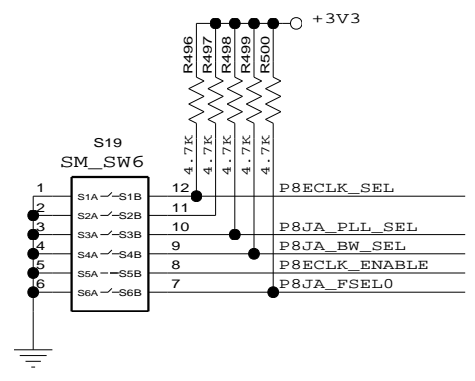 +3V3
R496
R497
R498
R499
R500
4.7K
4.7K
4.7K
4.7K
4.7K
S19
SM_SW6
1 S1A S1B 12 P8ECLK_SEL
2 S2A S2B 11
3 S3A S3B 10 P8JA_PLL_SEL
4 S4A S4B 9 P8JA_BW_SEL
5 S5A S5B 8 P8ECLK_ENABLE
6 S6A S6B 7 P8JA_FSEL0